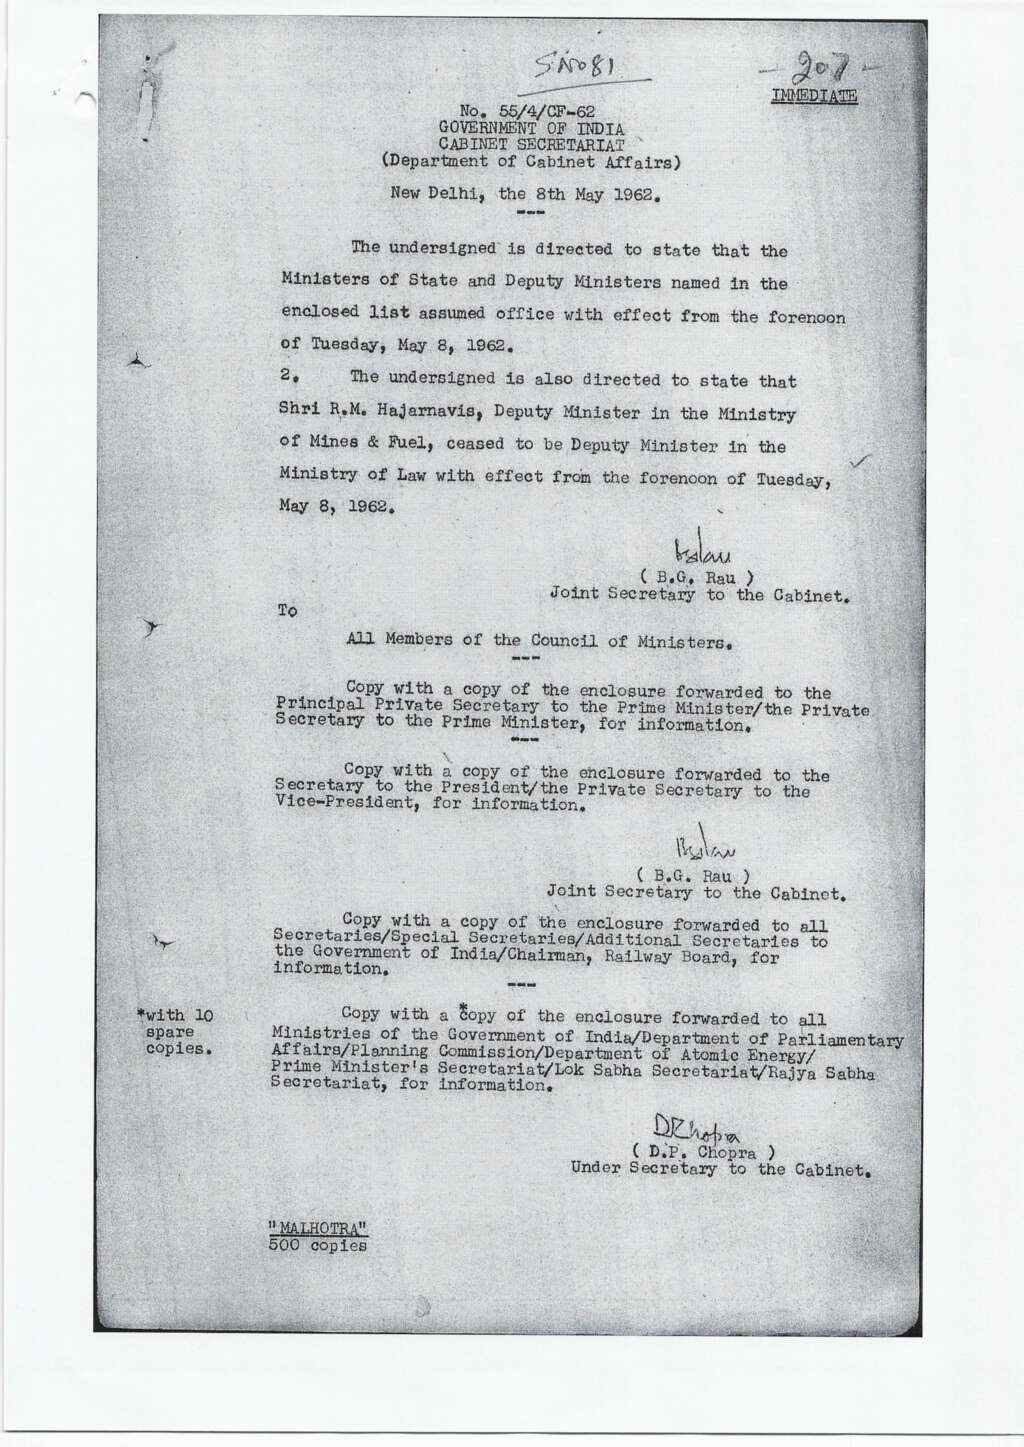 S.No 81
- 207 -
IMMEDIATE
No. 55/4/CF-62
GOVERNMENT OF INDIA
CABINET SECRETARIAT
(Department of Cabinet Affairs)
New Delhi, the 8th May 1962.
---
The undersigned is directed to state that the
Ministers of State and Deputy Ministers named in the
enclosed list assumed office with effect from the forenoon
of Tuesday, May 8, 1962.
2. The undersigned is also directed to state that
Shri R.M. Hajarnavis, Deputy Minister in the Ministry
of Mines & Fuel, ceased to be Deputy Minister in the
Ministry of Law with effect from the forenoon of Tuesday,
May 8, 1962.
( B.G. Rau )
Joint Secretary to the Cabinet.
To
All Members of the Council of Ministers.
---
Copy with a copy of the enclosure forwarded to the
Principal Private Secretary to the Prime Minister/the Private
Secretary to the Prime Minister, for information.
---
Copy with a copy of the enclosure forwarded to the
Secretary to the President/the Private Secretary to the
Vice-President, for information.
( B.G. Rau )
Joint Secretary to the Cabinet.
Copy with a copy of the enclosure forwarded to all
Secretaries/Special Secretaries/Additional Secretaries to
the Government of India/Chairman, Railway Board, for
information.
---
*with 10
spare
copies.
Copy with a *copy of the enclosure forwarded to all
Ministries of the Government of India/Department of Parliamentary
Affairs/Planning Commission/Department of Atomic Energy/
Prime Minister's Secretariat/Lok Sabha Secretariat/Rajya Sabha
Secretariat, for information.
DPChopra
( D.P. Chopra )
Under Secretary to the Cabinet.
"MALHOTRA"
500 copies